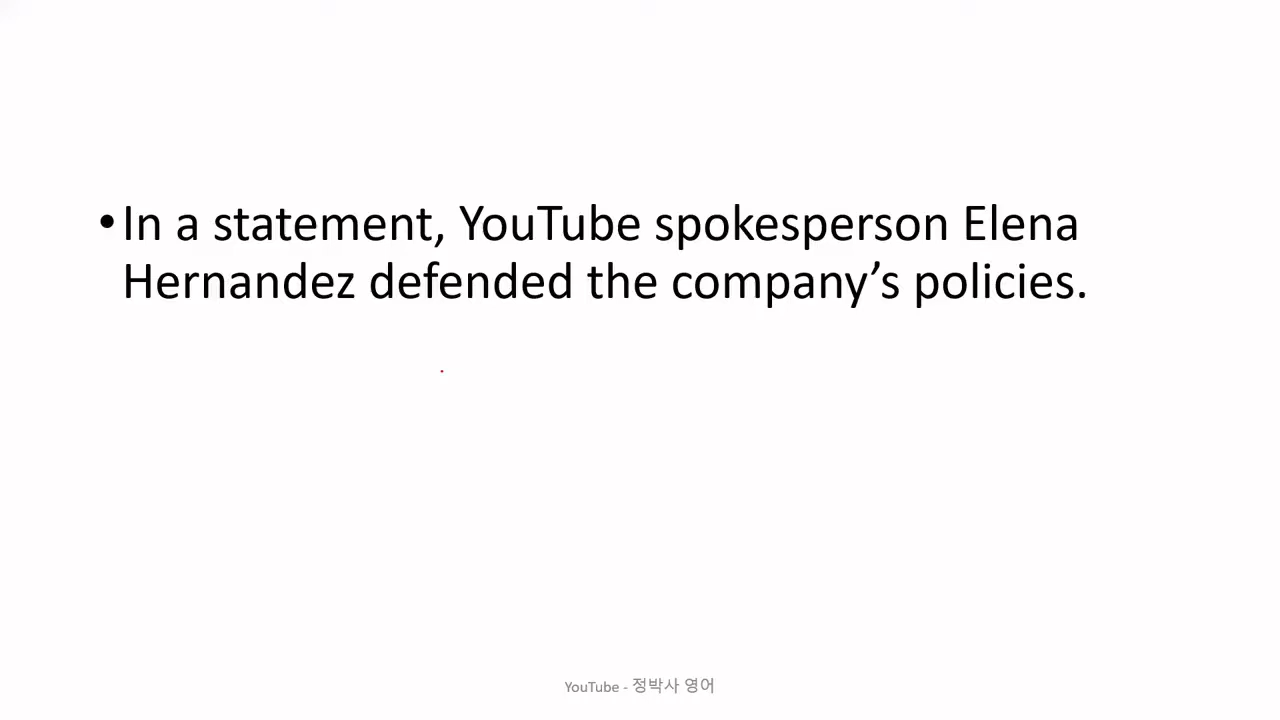 •In a statement, YouTube spokesperson Elena
Hernandez defended the company’s policies.
YouTube - 정박사 영어